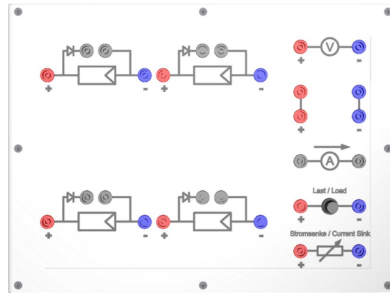 V
+ -
+ - + -
+ -
A
Last / Load
+ -
+ - + -
Stromsenke / Current Sink
+ -